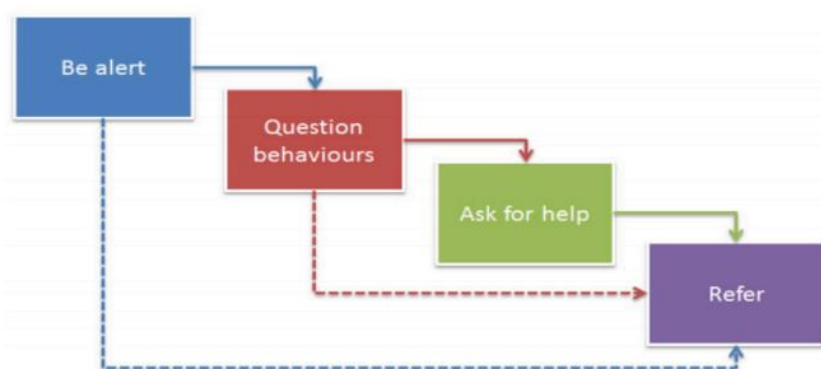 Be alert
Question
behaviours
Ask for help
Refer